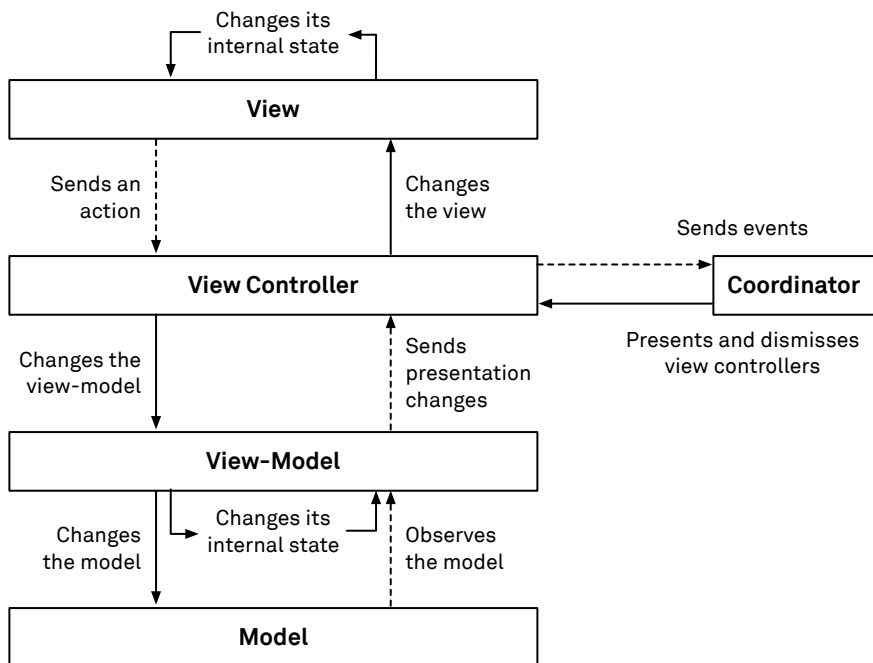 Changes its
internal state
View
Sends an
action
Changes
the view
Sends events
View Controller
Coordinator
Presents and dismisses
view controllers
Changes the
view-model
Sends
presentation
changes
View-Model
Changes its
internal state
Changes
the model
Observes
the model
Model